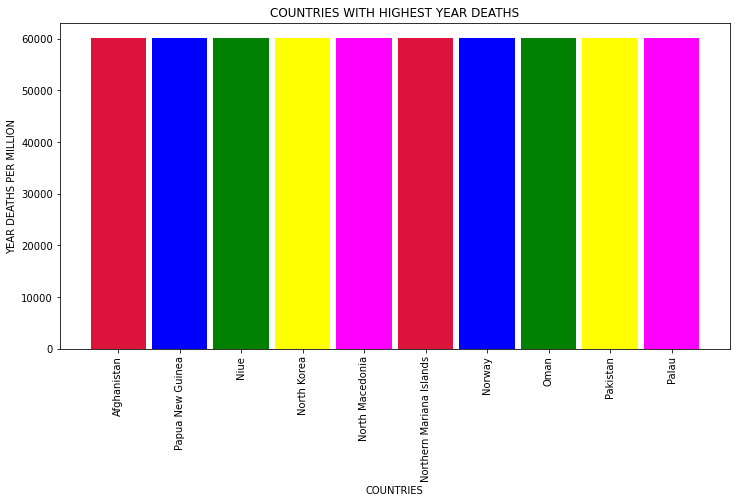 COUNTRIES WITH HIGHEST YEAR DEATHS
YEAR DEATHS PER MILLION
60000
50000
40000
30000
20000
10000
0
Afghanistan
Papua New Guinea
Niue
North Korea
North Macedonia
Northern Mariana Islands
Norway
Oman
Pakistan
Palau
COUNTRIES